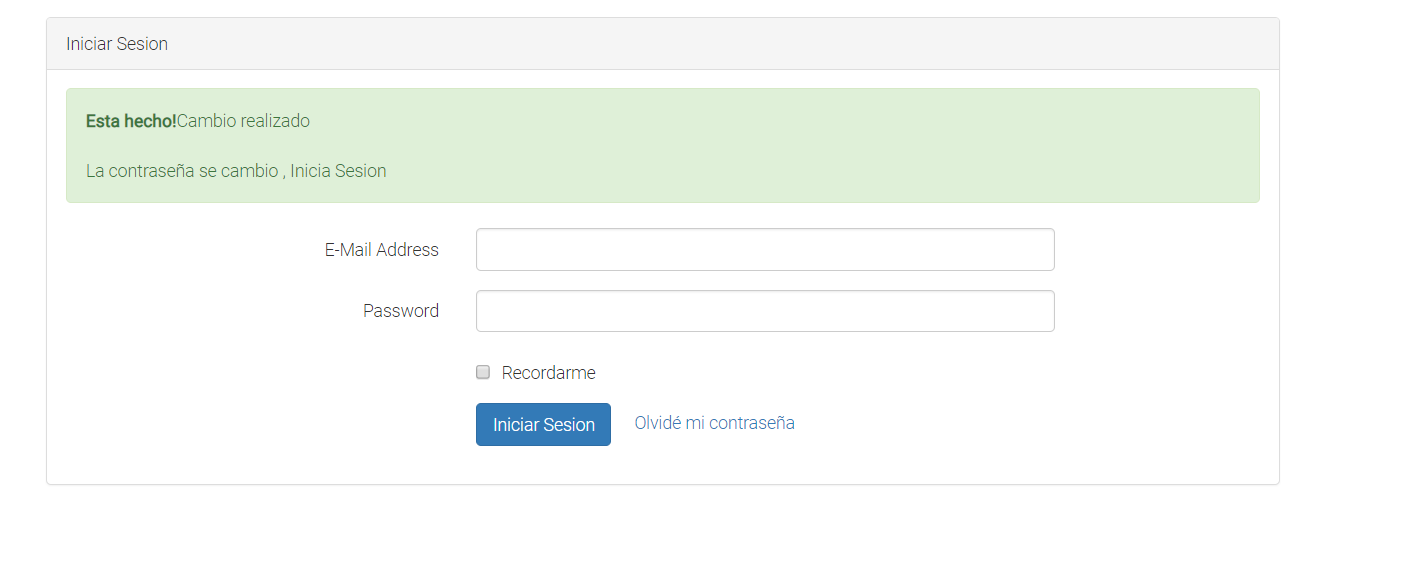 Iniciar Sesion
Esta hecho!Cambio realizado
La contraseña se cambio , Inicia Sesion
E-Mail Address
Password
Recordarme
Iniciar Sesion Olvidé mi contraseña